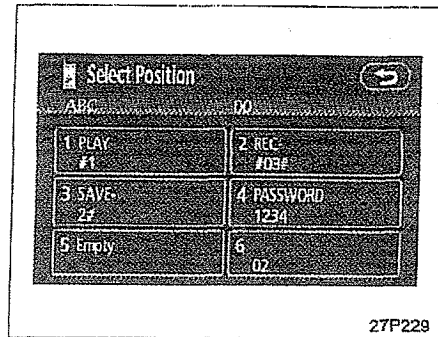 Select Position
ABC DO
1 PLAY- 2 REC-
#1 #03#
3 SAVE- 4 PASSWORD
2# 1234
5 Empty 6
02
27P229